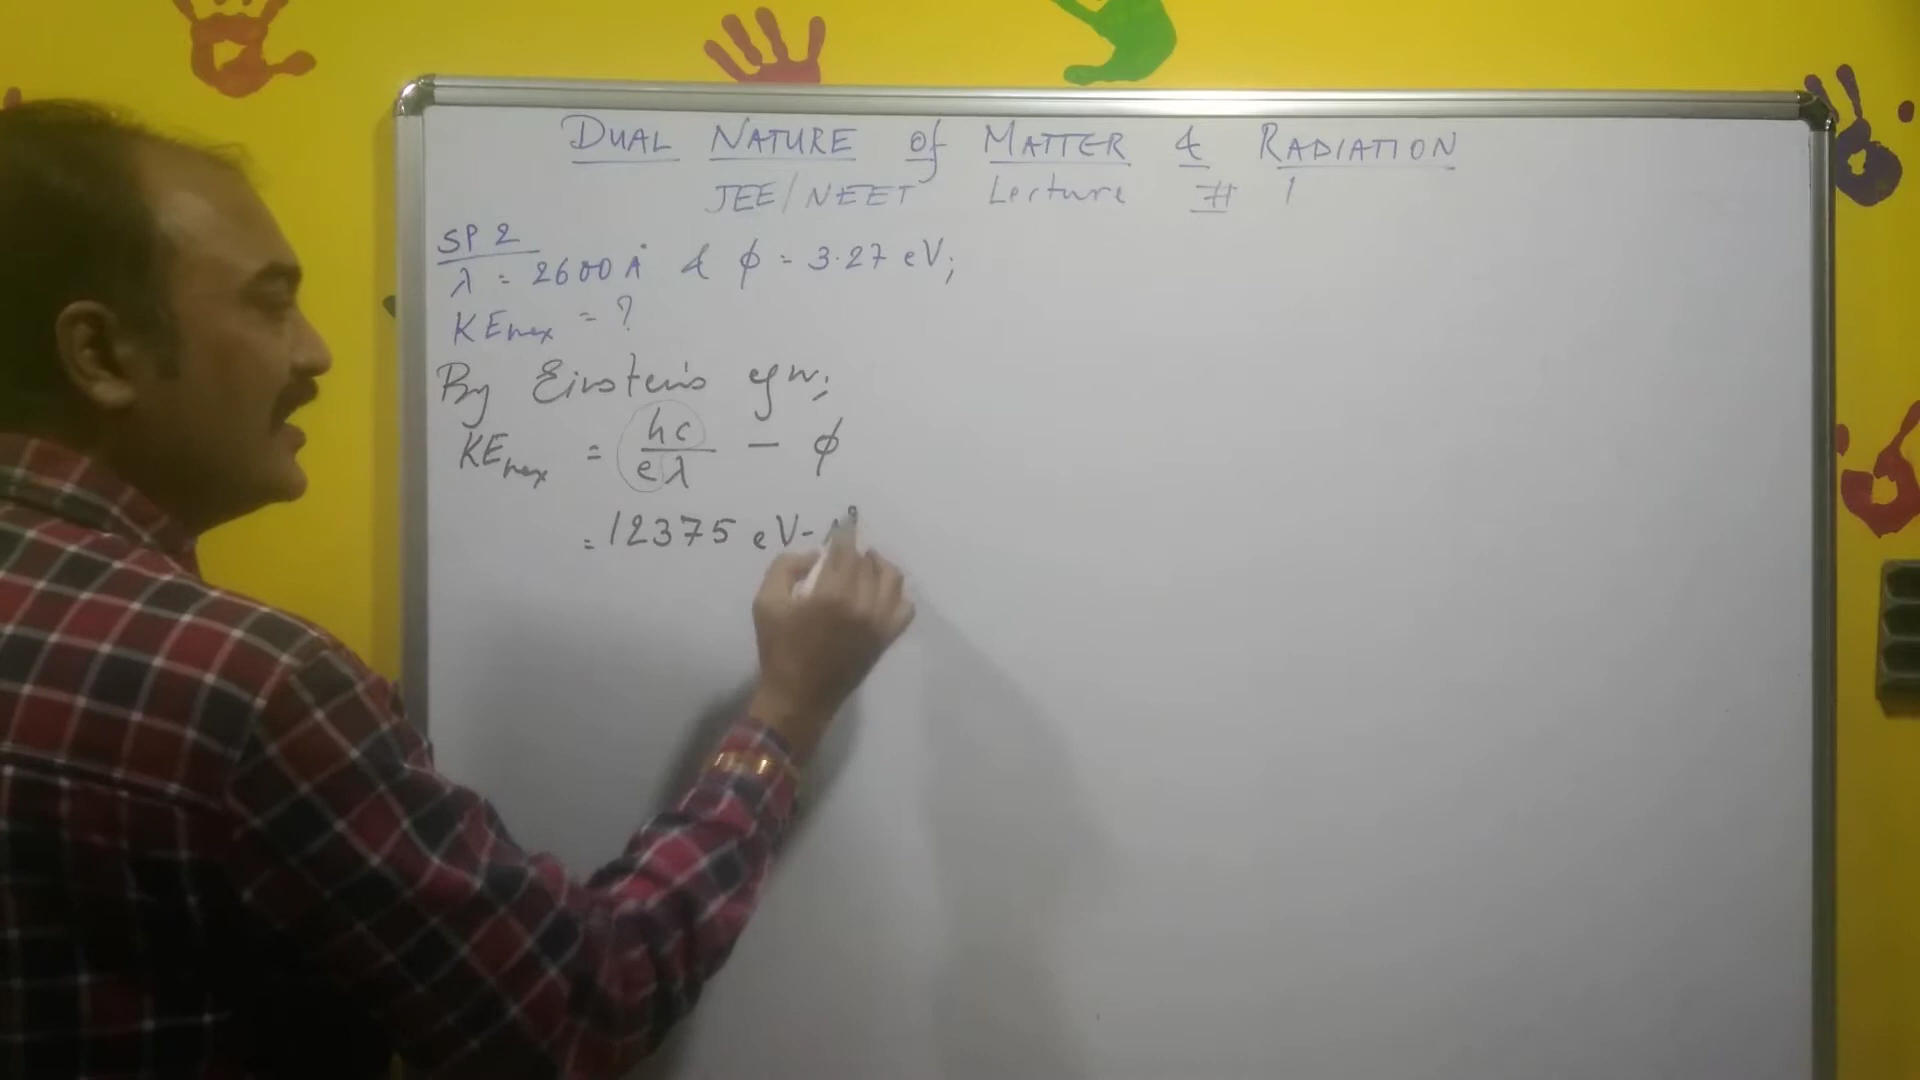 DUAL NATURE Of MATTER & RADIATION
JEE/NEET Lecture # 1
SP 2
λ = 2600 Å & ϕ = 3.27 eV;
KEmax = ?
By Einstein's eqn;
KEmax = hc/eλ - ϕ
= 12375 eV-Å